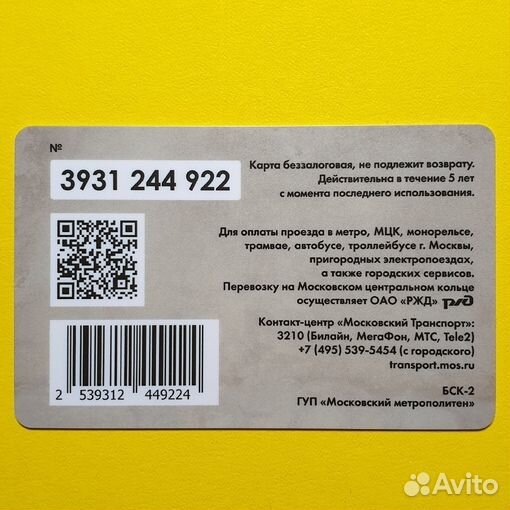 №
3931 244 922
Карта беззалоговая, не подлежит возврату.
Действительна в течение 5 лет
с момента последнего использования.
Для оплаты проезда в метро, МЦК, монорельсе,
трамвае, автобусе, троллейбусе г. Москвы,
пригородных электропоездах,
а также городских сервисов.
Перевозку на Московском центральном кольце
осуществляет ОАО «РЖД» РЖД
Контакт-центр «Московский Транспорт»:
3210 (Билайн, МегаФон, МТС, Tele2)
+7 (495) 539-5454 (с городского)
transport.mos.ru
2 539312 449224
БСК-2
ГУП «Московский метрополитен»
Avito